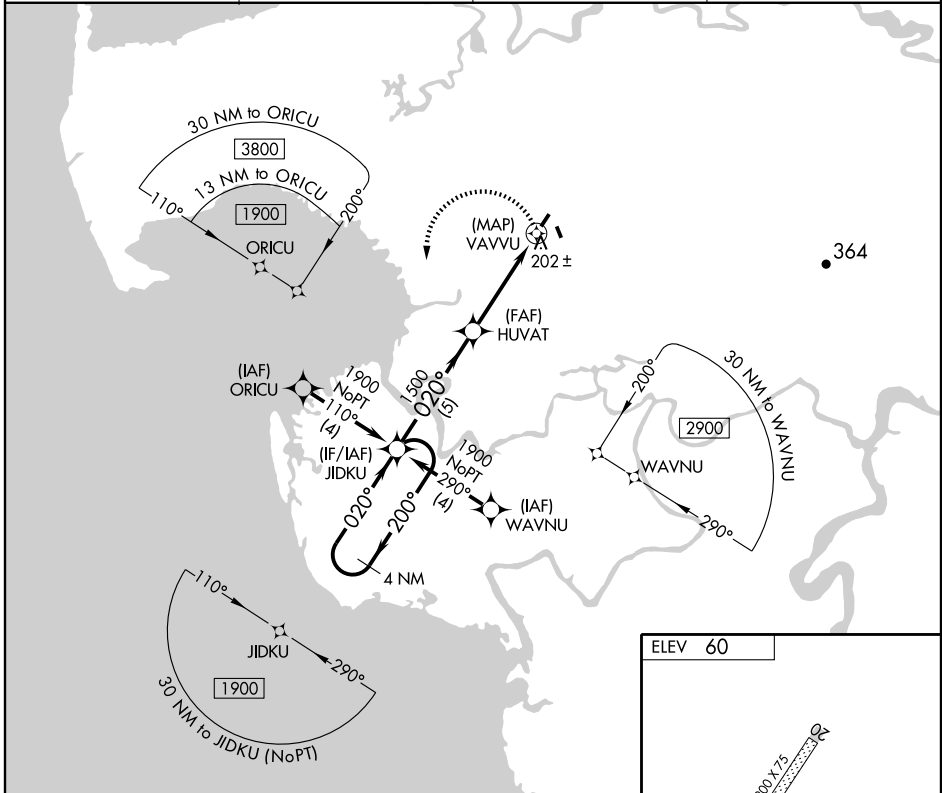 30 NM to ORICU
3800
13 NM to ORICU
1900
110°
200°
ORICU
(MAP)
VAVVU
202 ±
364
(FAF)
HUVAT
(IAF)
ORICU
1900
NoPT
110°
(4)
1500
020°
(5)
(IF/IAF)
JIDKU
1900
NoPT
290°
(4)
(IAF)
WAVNU
020°
200°
4 NM
200°
30 NM to WAVNU
2900
WAVNU
290°
110°
JIDKU
290°
1900
30 NM to JIDKU (NoPT)
ELEV 60
20
00 X 75